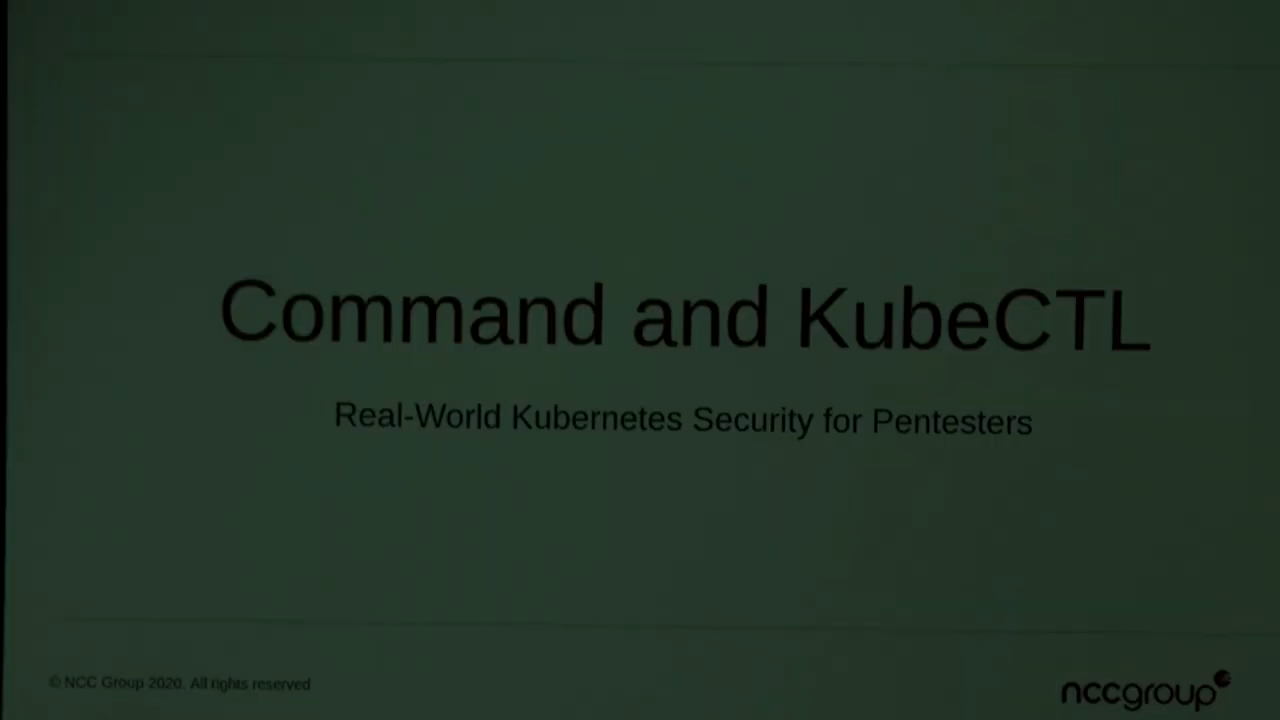 Command and KubeCTL
Real-World Kubernetes Security for Pentesters
© NCC Group 2020. All rights reserved
nccgroup